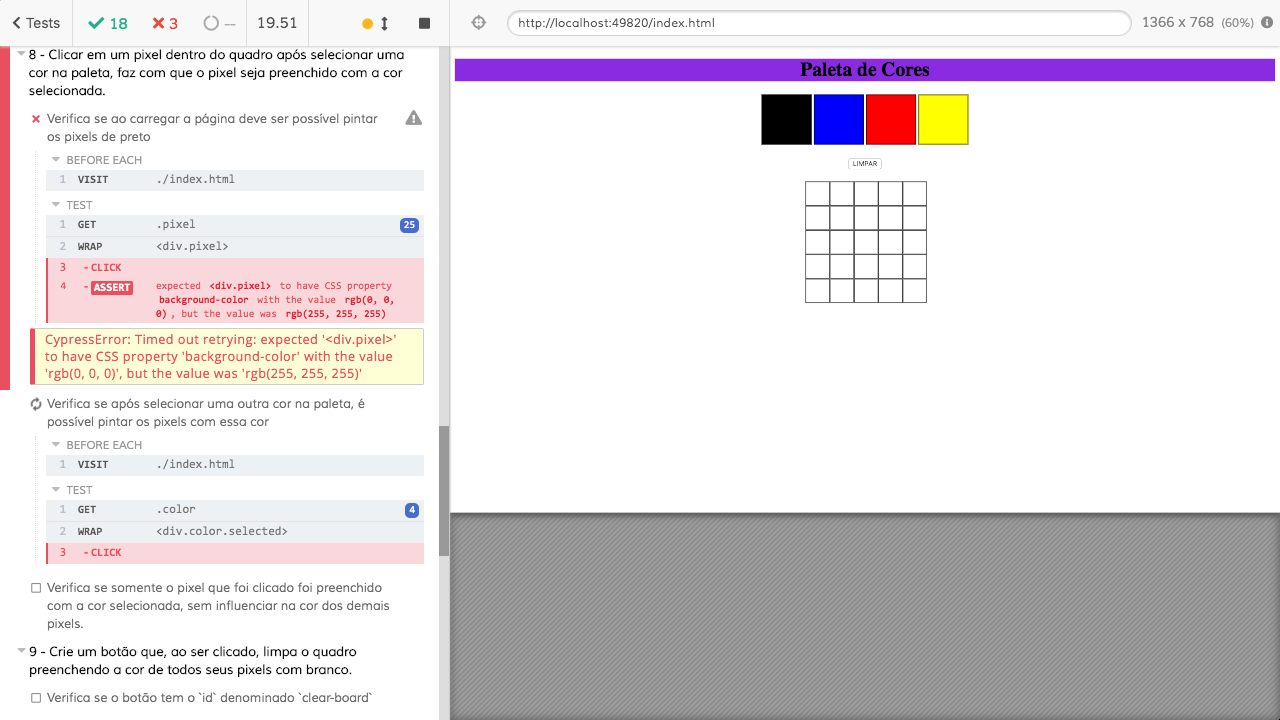 Tests 18 3 -- 19.51
http://localhost:49820/index.html 1366 x 768 (60%)
8 - Clicar em um pixel dentro do quadro após selecionar uma
cor na paleta, faz com que o pixel seja preenchido com a cor
selecionada.
Verifica se ao carregar a página deve ser possível pintar
os pixels de preto
BEFORE EACH
1 VISIT ./index.html
TEST
1 GET .pixel 25
2 WRAP <div.pixel>
3 - CLICK
4 - ASSERT expected <div.pixel> to have CSS property
background-color with the value rgb(0, 0,
0) , but the value was rgb(255, 255, 255)
CypressError: Timed out retrying: expected '<div.pixel>'
to have CSS property 'background-color' with the value
'rgb(0, 0, 0)', but the value was 'rgb(255, 255, 255)'
Verifica se após selecionar uma outra cor na paleta, é
possível pintar os pixels com essa cor
BEFORE EACH
1 VISIT ./index.html
TEST
1 GET .color 4
2 WRAP <div.color.selected>
3 - CLICK
Verifica se somente o pixel que foi clicado foi preenchido
com a cor selecionada, sem influenciar na cor dos demais
pixels.
9 - Crie um botão que, ao ser clicado, limpa o quadro
preenchendo a cor de todos seus pixels com branco.
Verifica se o botão tem o `id` denominado `clear-board`
Paleta de Cores
LIMPAR